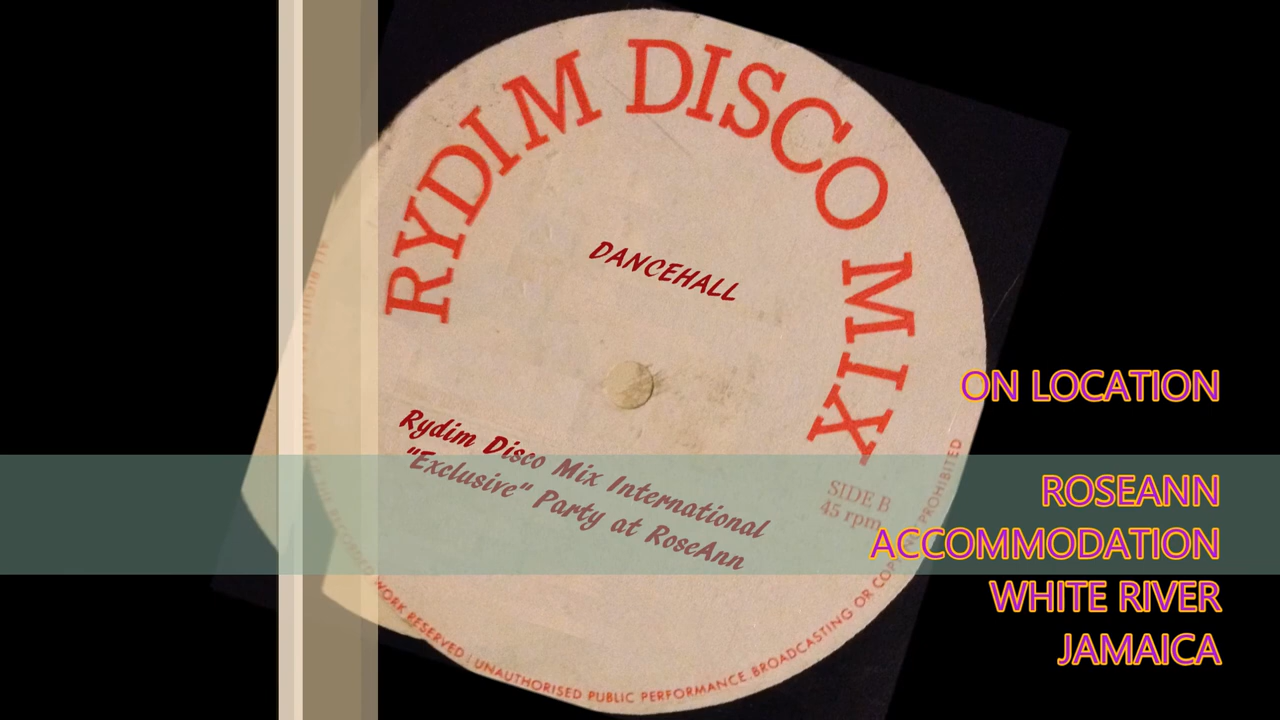 RYDIM DISCO MIX
DANCEHALL
Rydim Disco Mix International
"Exclusive" Party at RoseAnn
SIDE B
45 rpm
WORK RESERVED | UNAUTHORISED PUBLIC PERFORMANCE. BROADCASTING OR COPYING PROHIBITED
ON LOCATION
ROSEANN
ACCOMMODATION
WHITE RIVER
JAMAICA